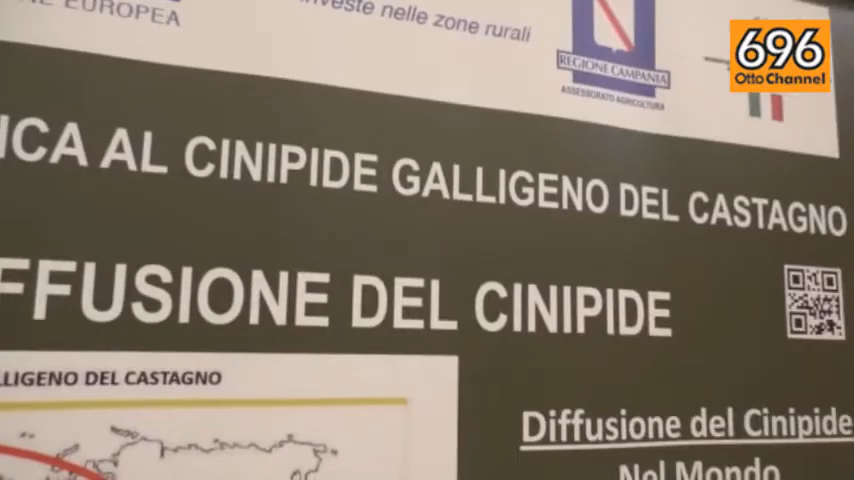 NE EUROPEA
investe nelle zone rurali
REGIONE CAMPANIA
ASSESSORATO AGRICOLTURA
696
Otto Channel
ICA AL CINIPIDE GALLIGENO DEL CASTAGNO
FFUSIONE DEL CINIPIDE
LLIGENO DEL CASTAGNO
Diffusione del Cinipide
Nel Mondo